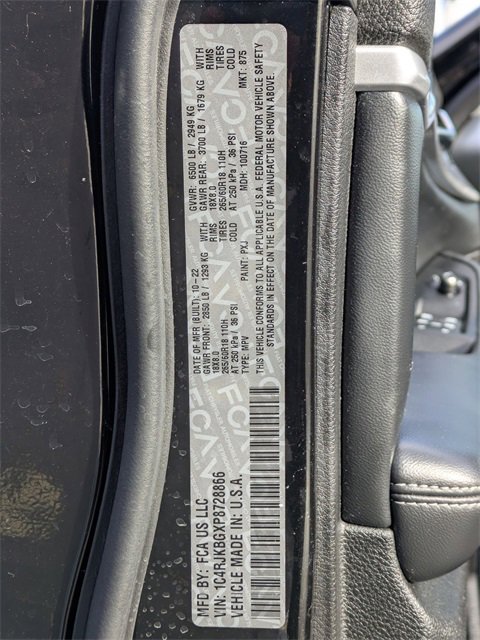 MFD BY: FCA US LLC
VIN: 1C4RJKBGXP8728866
VEHICLE MADE IN: U.S.A.
DATE OF MFR (BUILT): 10-22 GVWR: 6500 LB / 2949 KG
GAWR FRONT: 2850 LB / 1293 KG WITH GAWR REAR: 3700 LB / 1679 KG WITH
18X8.0 RIMS 18X8.0 RIMS
265/60R18 110H TIRES 265/60R18 110H TIRES
AT 250 kPa / 36 PSI COLD AT 250 kPa / 36 PSI COLD
TYPE: MPV PAINT: PXJ MDH: 100716 MKT: 875
THIS VEHICLE CONFORMS TO ALL APPLICABLE U.S.A. FEDERAL MOTOR VEHICLE SAFETY
STANDARDS IN EFFECT ON THE DATE OF MANUFACTURE SHOWN ABOVE.